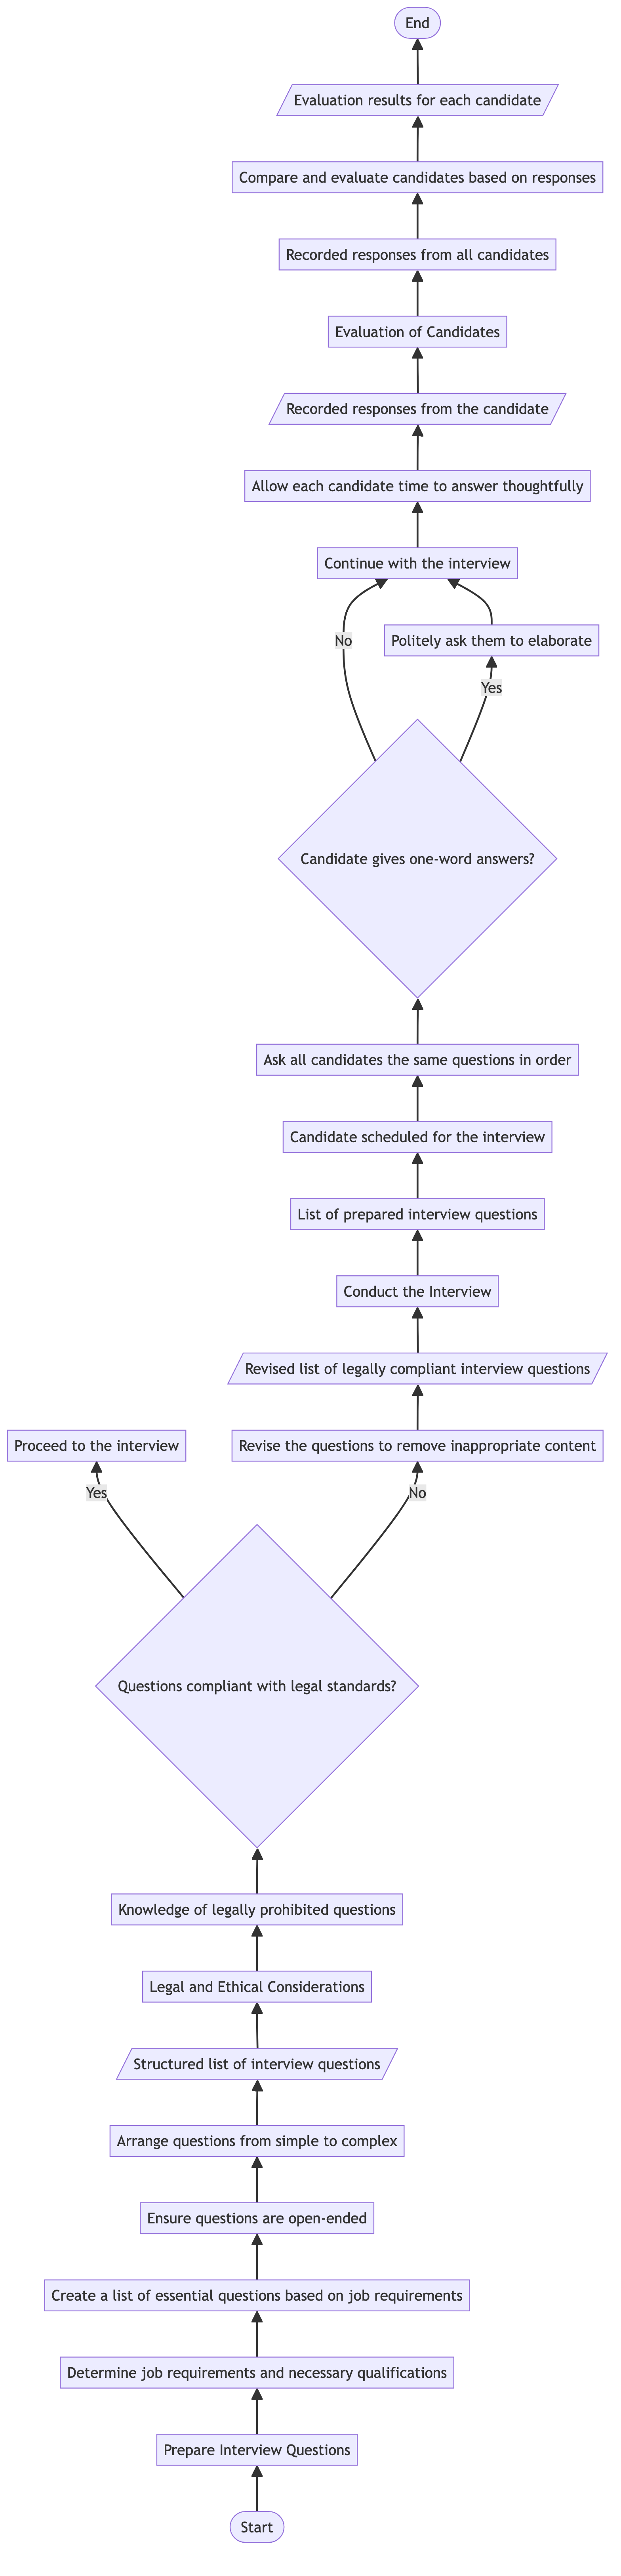 End
Evaluation results for each candidate
Compare and evaluate candidates based on responses
Recorded responses from all candidates
Evaluation of Candidates
Recorded responses from the candidate
Allow each candidate time to answer thoughtfully
Continue with the interview
No
Politely ask them to elaborate
Yes
Candidate gives one-word answers?
Ask all candidates the same questions in order
Candidate scheduled for the interview
List of prepared interview questions
Conduct the Interview
Revised list of legally compliant interview questions
Proceed to the interview
Revise the questions to remove inappropriate content
Yes
No
Questions compliant with legal standards?
Knowledge of legally prohibited questions
Legal and Ethical Considerations
Structured list of interview questions
Arrange questions from simple to complex
Ensure questions are open-ended
Create a list of essential questions based on job requirements
Determine job requirements and necessary qualifications
Prepare Interview Questions
Start